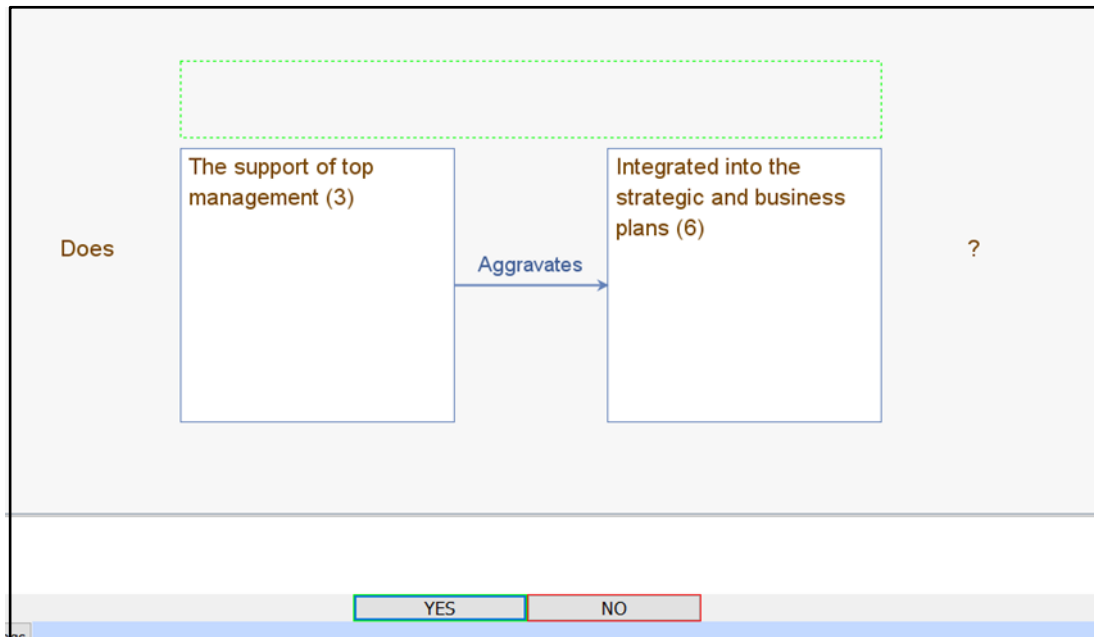 The support of top
management (3)
Integrated into the
strategic and business
plans (6)
Does
Aggravates
?
YES
NO